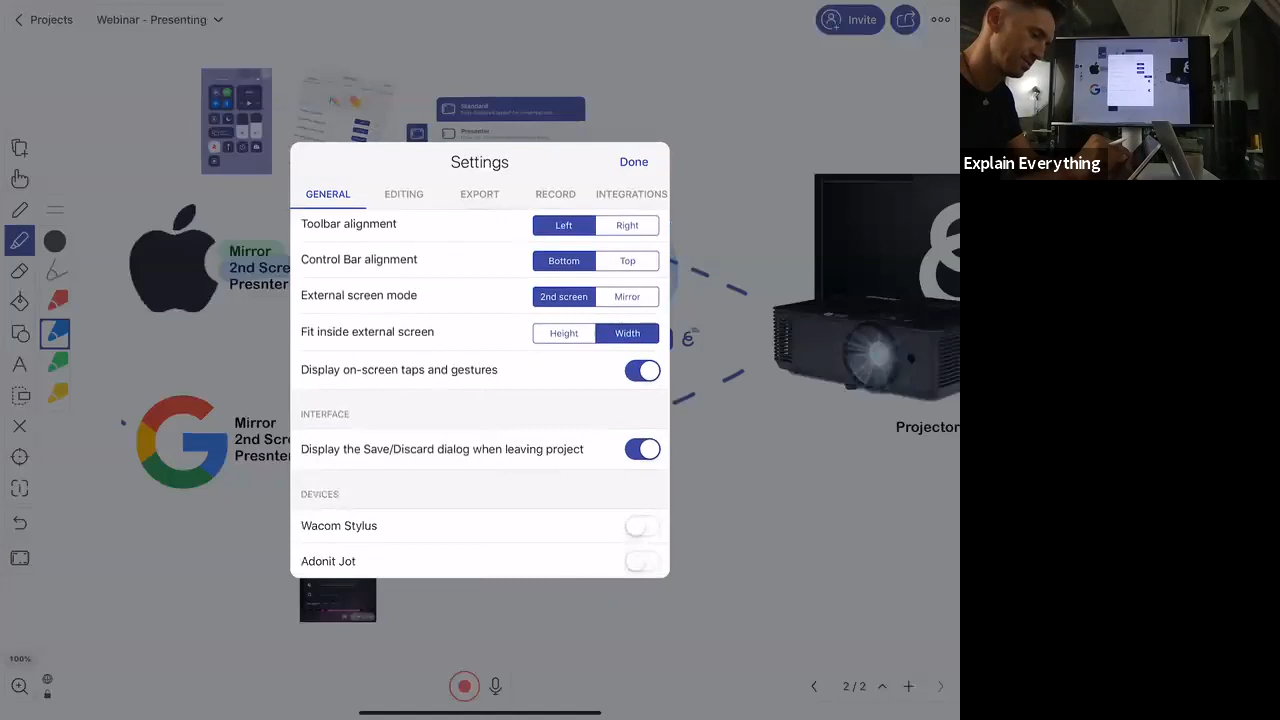 Projects
Webinar - Presenting
Invite
Standard
Presenter
Settings
Done
GENERAL
EDITING
EXPORT
RECORD
INTEGRATIONS
Toolbar alignment
Left
Right
Control Bar alignment
Bottom
Top
External screen mode
2nd screen
Mirror
Fit inside external screen
Height
Width
Display on-screen taps and gestures
INTERFACE
Display the Save/Discard dialog when leaving project
DEVICES
Wacom Stylus
Adonit Jot
Mirror
2nd Scre
Presnter
Mirror
2nd Scre
Presnter
Projector
100%
2 / 2
Explain Everything